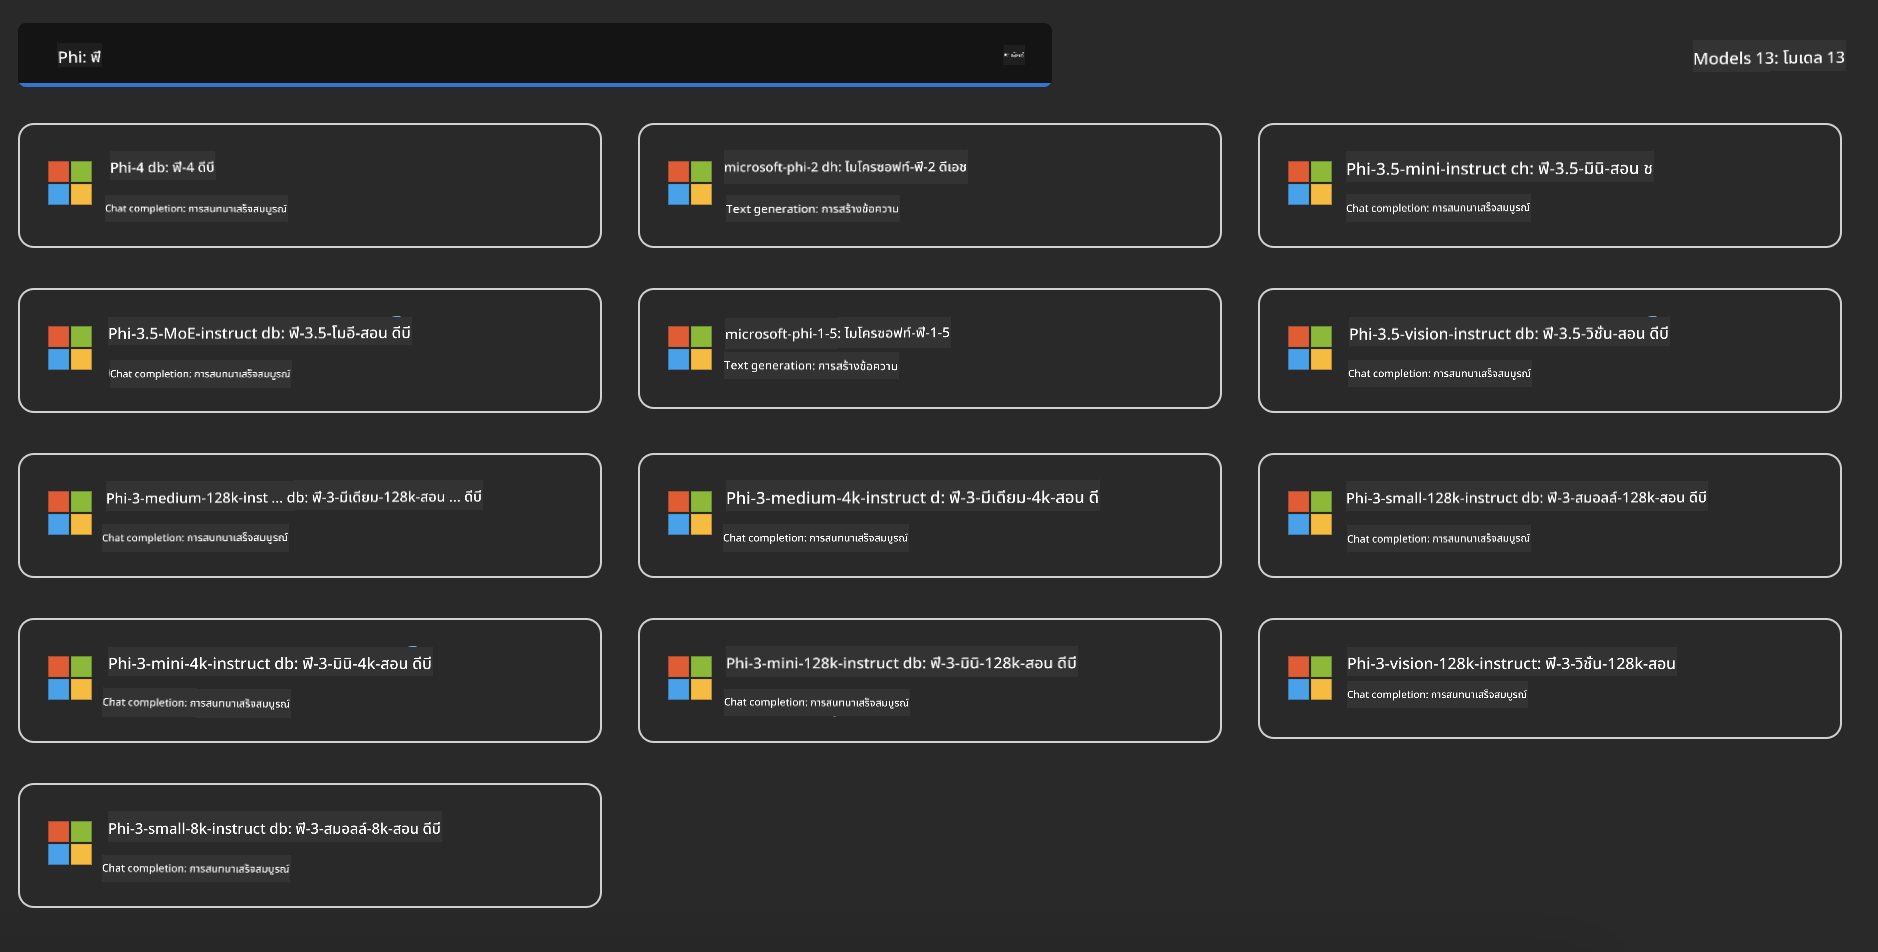 Phi: ฟี
Models 13: โมเดล 13
Phi-4 db: ฟี-4 ดีบี
Chat completion: การสนทนาเสร็จสมบูรณ์
microsoft-phi-2 dh: ไมโครซอฟท์-ฟี-2 ดีเอช
Text generation: การสร้างข้อความ
Phi-3.5-mini-instruct ch: ฟี-3.5-มินิ-สอน ช
Chat completion: การสนทนาเสร็จสมบูรณ์
Phi-3.5-MoE-instruct db: ฟี-3.5-โมอี-สอน ดีบี
Chat completion: การสนทนาเสร็จสมบูรณ์
microsoft-phi-1-5: ไมโครซอฟท์-ฟี-1-5
Text generation: การสร้างข้อความ
Phi-3.5-vision-instruct db: ฟี-3.5-วิชั่น-สอน ดีบี
Chat completion: การสนทนาเสร็จสมบูรณ์
Phi-3-medium-128k-inst ... db: ฟี-3-มีเดียม-128k-สอน ... ดีบี
Chat completion: การสนทนาเสร็จสมบูรณ์
Phi-3-medium-4k-instruct d: ฟี-3-มีเดียม-4k-สอน ดี
Chat completion: การสนทนาเสร็จสมบูรณ์
Phi-3-small-128k-instruct db: ฟี-3-สมอลล์-128k-สอน ดีบี
Chat completion: การสนทนาเสร็จสมบูรณ์
Phi-3-mini-4k-instruct db: ฟี-3-มินิ-4k-สอน ดีบี
Chat completion: การสนทนาเสร็จสมบูรณ์
Phi-3-mini-128k-instruct db: ฟี-3-มินิ-128k-สอน ดีบี
Chat completion: การสนทนาเสร็จสมบูรณ์
Phi-3-vision-128k-instruct: ฟี-3-วิชั่น-128k-สอน
Chat completion: การสนทนาเสร็จสมบูรณ์
Phi-3-small-8k-instruct db: ฟี-3-สมอลล์-8k-สอน ดีบี
Chat completion: การสนทนาเสร็จสมบูรณ์